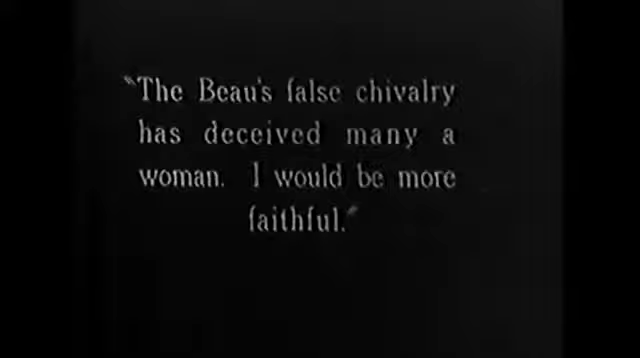 "The Beau's false chivalry
has deceived many a
woman. I would be more
faithful."